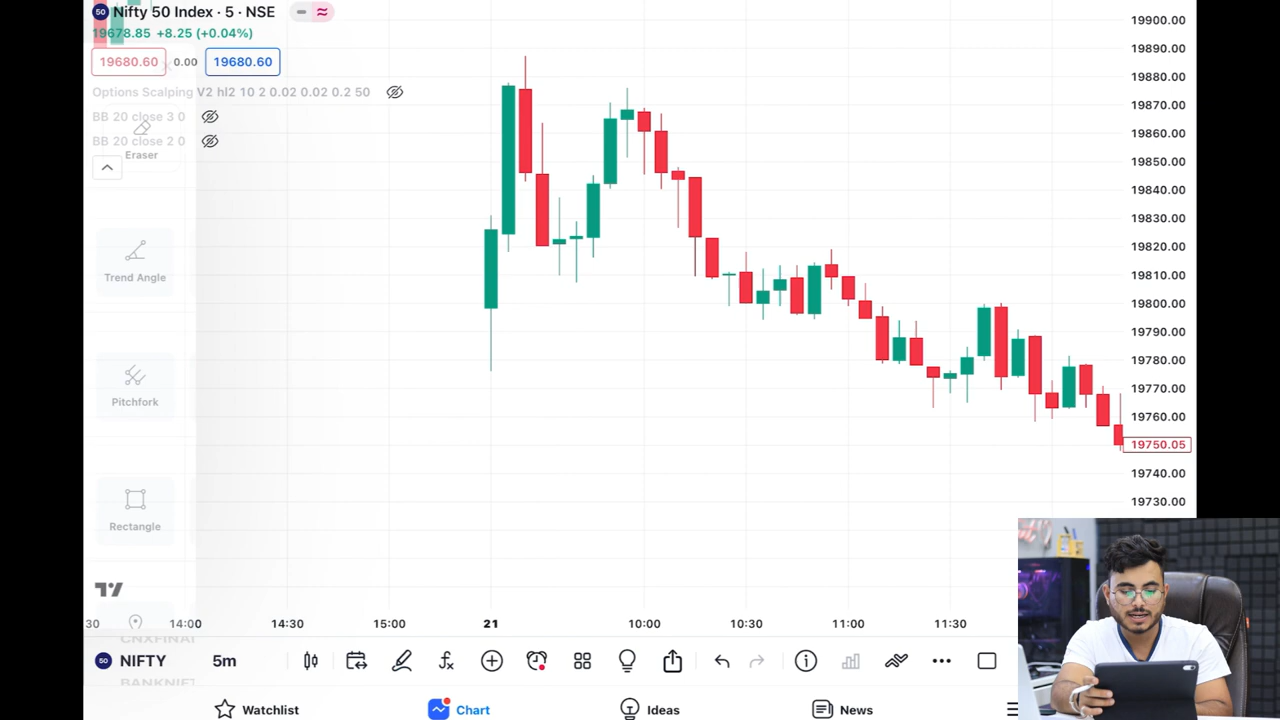 50 Nifty 50 Index · 5 · NSE
19678.85 +8.25 (+0.04%)
19680.60 0.00 19680.60
Options Scalping V2 hl2 10 2 0.02 0.02 0.2 50
BB 20 close 3 0
BB 20 close 2 0
Eraser
Trend Angle
Pitchfork
Rectangle
19900.00
19890.00
19880.00
19870.00
19860.00
19850.00
19840.00
19830.00
19820.00
19810.00
19800.00
19790.00
19780.00
19770.00
19760.00
19750.05
19740.00
19730.00
30 14:00 14:30 15:00 21 10:00 10:30 11:00 11:30
CNXFINAN
50 NIFTY 5m
BANKNIFT
Watchlist Chart Ideas News